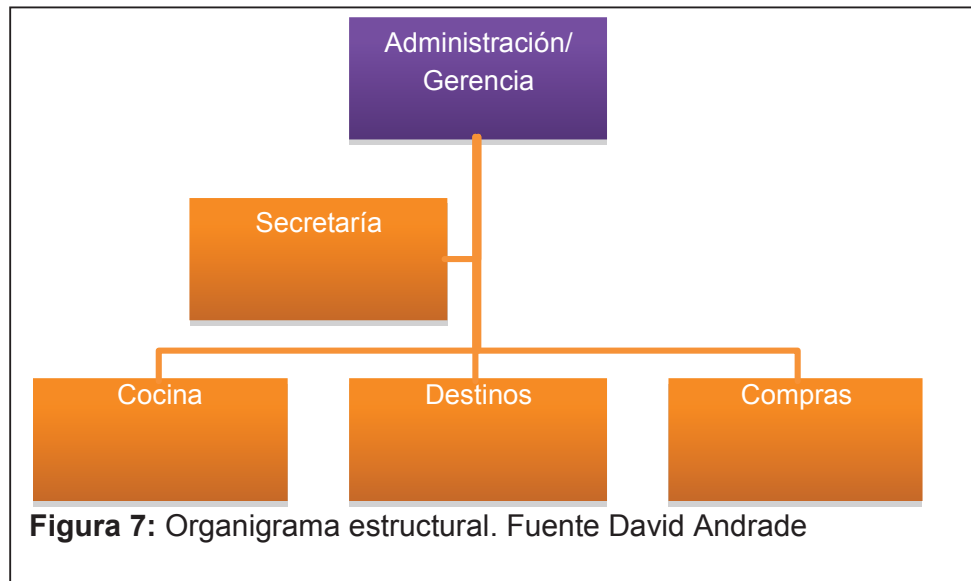 Administración/
Gerencia
Secretaría
Cocina
Destinos
Compras
Figura 7: Organigrama estructural. Fuente David Andrade